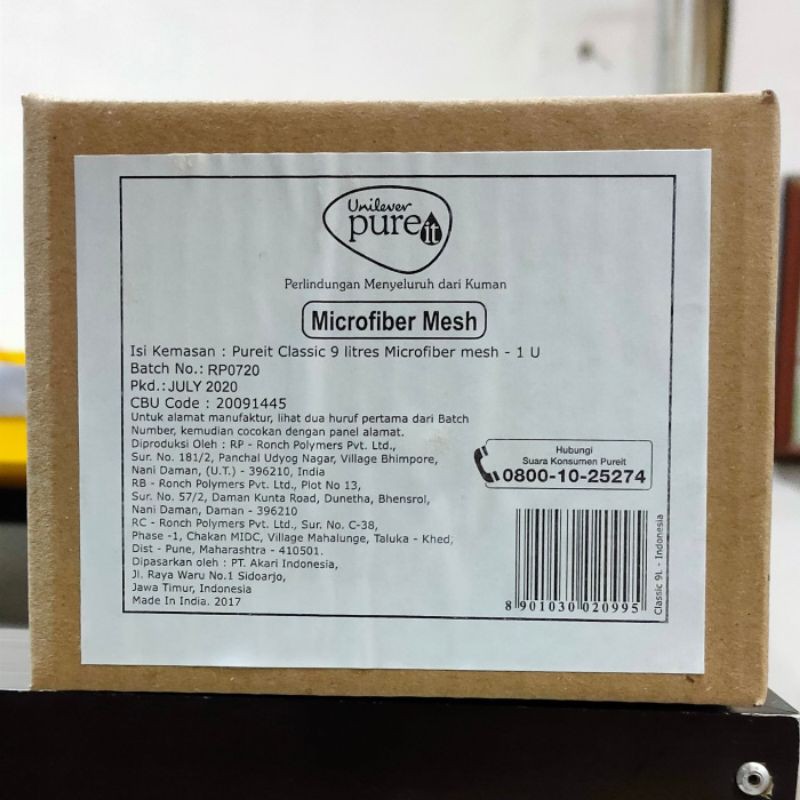 Unilever
pureit
Perlindungan Menyeluruh dari Kuman
Microfiber Mesh
Isi Kemasan : Pureit Classic 9 litres Microfiber mesh - 1 U
Batch No.: RP0720
Pkd.:JULY 2020
CBU Code : 20091445
Untuk alamat manufaktur, lihat dua huruf pertama dari Batch
Number, kemudian cocokan dengan panel alamat.
Diproduksi Oleh : RP - Ronch Polymers Pvt. Ltd.,
Sur. No. 181/2, Panchal Udyog Nagar, Village Bhimpore,
Nani Daman, (U.T.) - 396210, India
RB - Ronch Polymers Pvt. Ltd., Plot No 13,
Sur. No. 57/2, Daman Kunta Road, Dunetha, Bhensrol,
Nani Daman, Daman - 396210
RC - Ronch Polymers Pvt. Ltd., Sur. No. C-38,
Phase -1, Chakan MIDC, Village Mahalunge, Taluka - Khed,
Dist - Pune, Maharashtra - 410501.
Dipasarkan oleh : PT. Akari Indonesia,
Jl. Raya Waru No.1 Sidoarjo,
Jawa Timur, Indonesia
Made In India. 2017
Hubungi
Suara Konsumen Pureit
0800-10-25274
8 901030 020995
Classic 9L - Indonesia